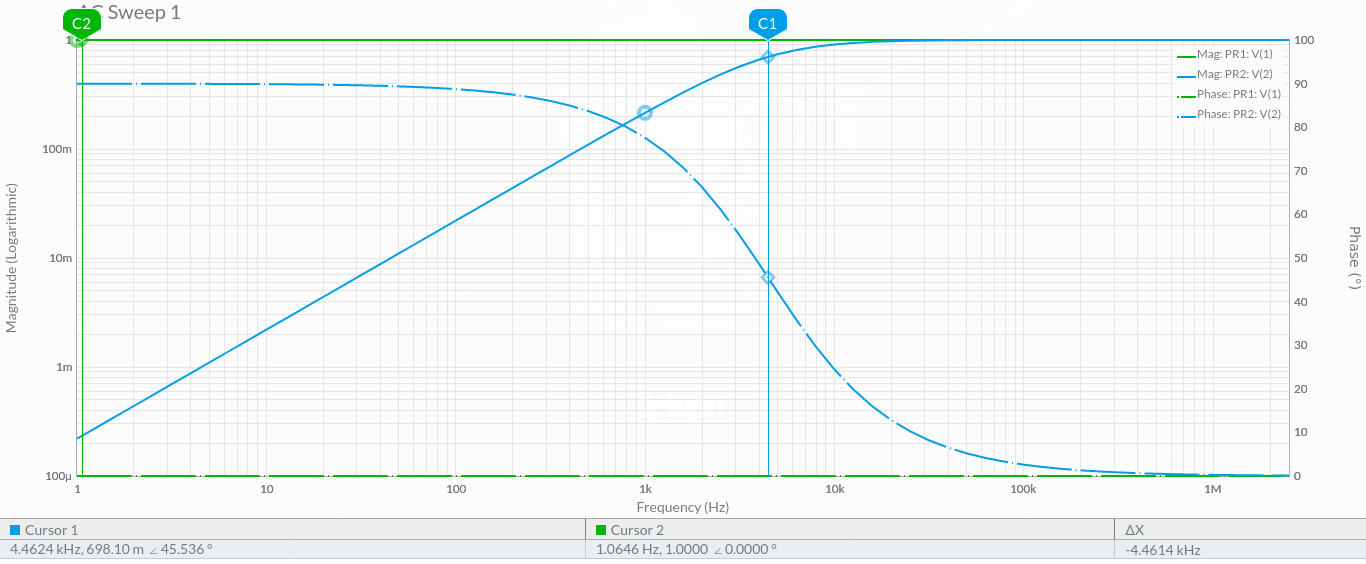 AC Sweep 1
C2
C1
1
100m
10m
1m
100µ
Magnitude (Logarithmic)
100
90
80
70
60
50
40
30
20
10
0
Phase (°)
Mag: PR1: V(1)
Mag: PR2: V(2)
Phase: PR1: V(1)
Phase: PR2: V(2)
1 10 100 1k 10k 100k 1M
Frequency (Hz)
Cursor 1 Cursor 2 ΔX
4.4624 kHz, 698.10 m ∠ 45.536 ° 1.0646 Hz, 1.0000 ∠ 0.0000 ° -4.4614 kHz